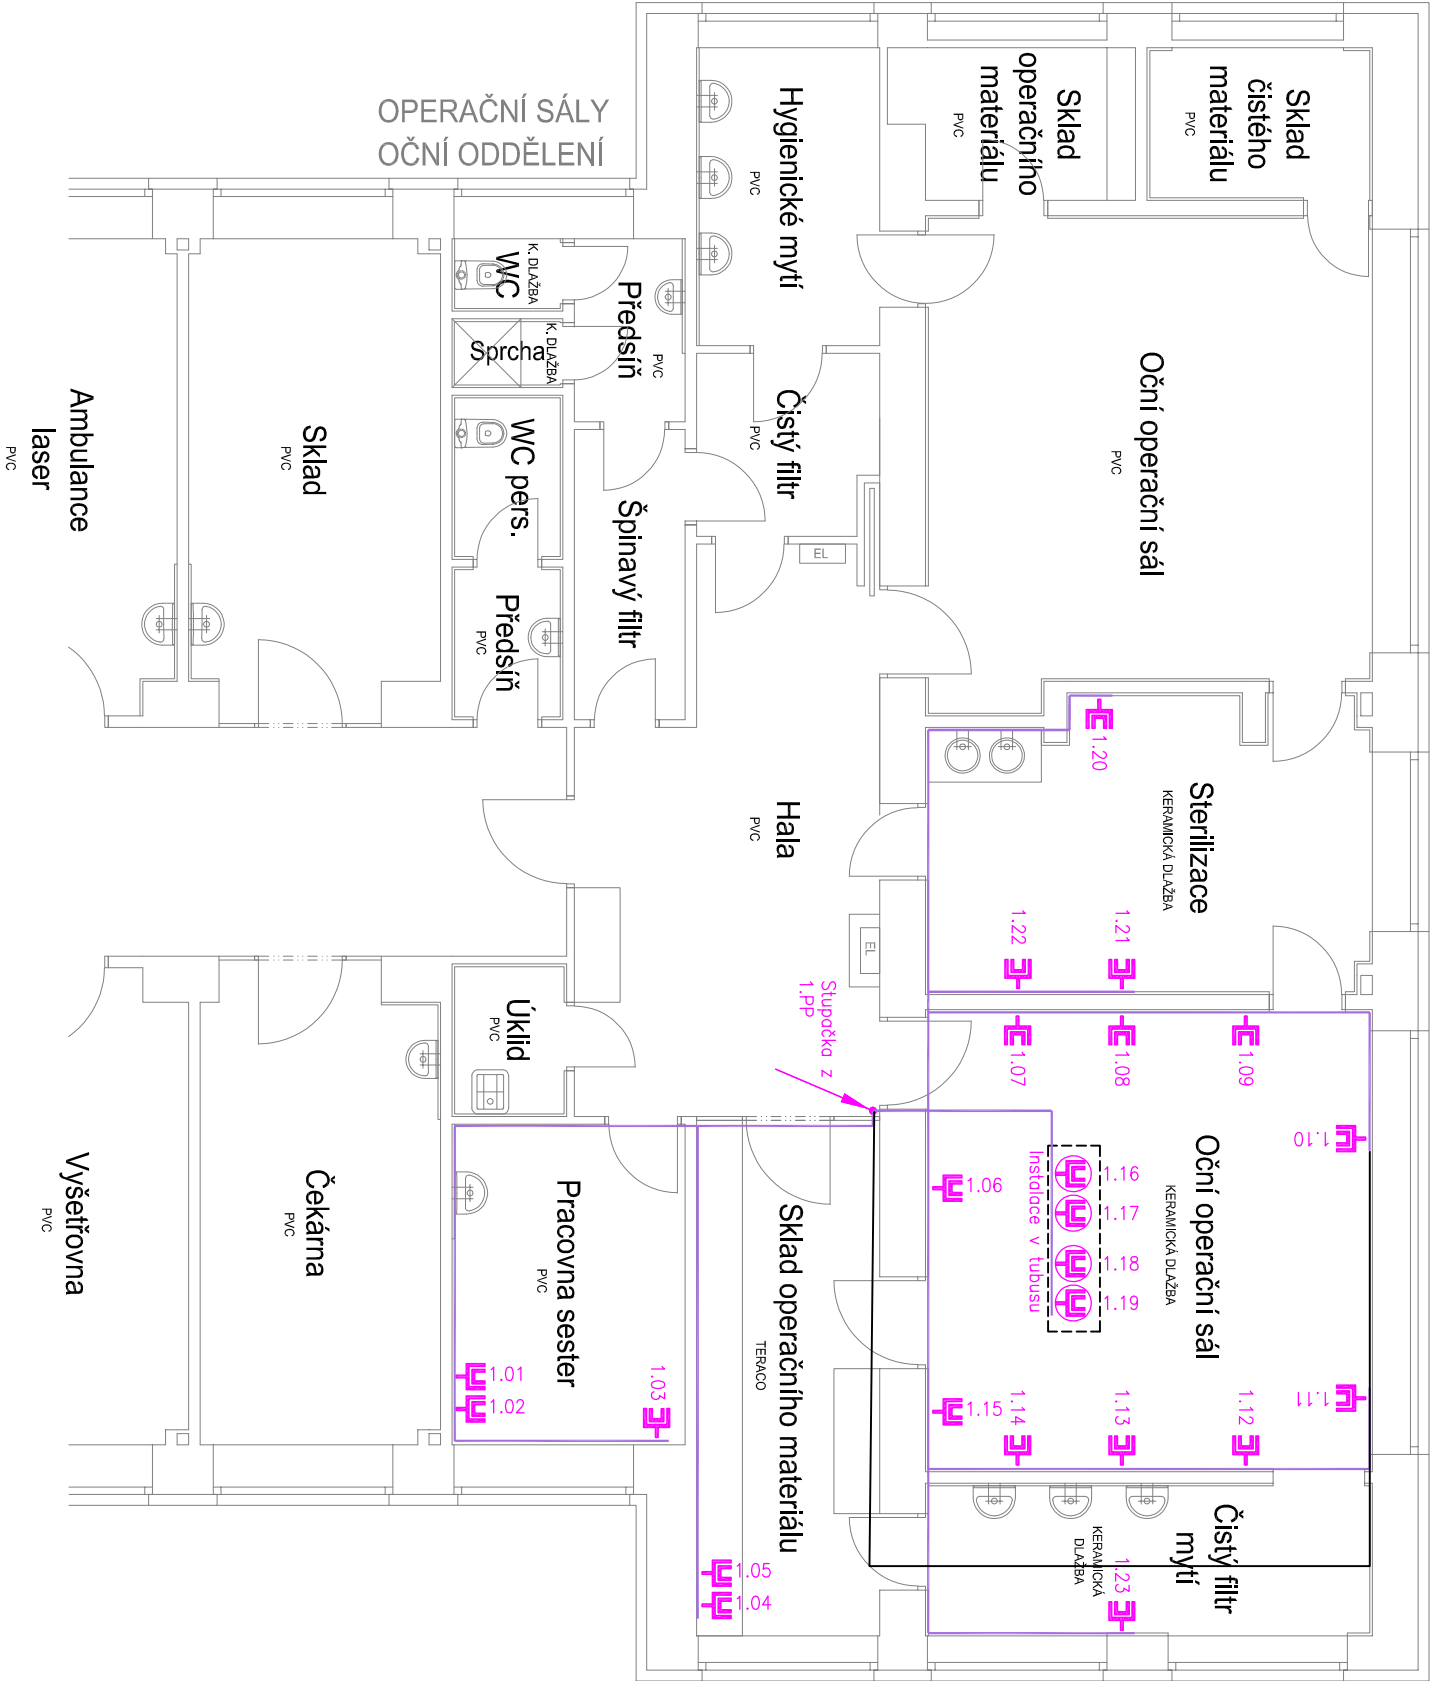 OPERAČNÍ SÁLY
OČNÍ ODDĚLENÍ
Hygienické mytí
PVC
Sklad
operačního
materiálu
PVC
Sklad
čistého
materiálu
PVC
WC
K. DLAŽBA
Sprcha
K. DLAŽBA
Předsíň
PVC
Čistý filtr
PVC
Oční operační sál
PVC
Ambulance
laser
PVC
Sklad
PVC
WC pers.
Předsíň
PVC
Špinavý filtr
EL
Hala
PVC
Sterilizace
KERAMICKÁ DLAŽBA
1.20
1.21
1.22
EL
Stupačka z
1.PP
Úklid
PVC
Vyšetřovna
PVC
Čekárna
PVC
Pracovna sester
PVC
1.01
1.02
1.03
Sklad operačního materiálu
TERACO
1.05
1.04
Oční operační sál
KERAMICKÁ DLAŽBA
1.07
1.08
1.09
1.10
1.06
Instalace v tubusu
1.16
1.17
1.18
1.19
1.11
1.15
1.14
1.13
1.12
Čistý filtr
mytí
KERAMICKÁ
DLAŽBA
1.23